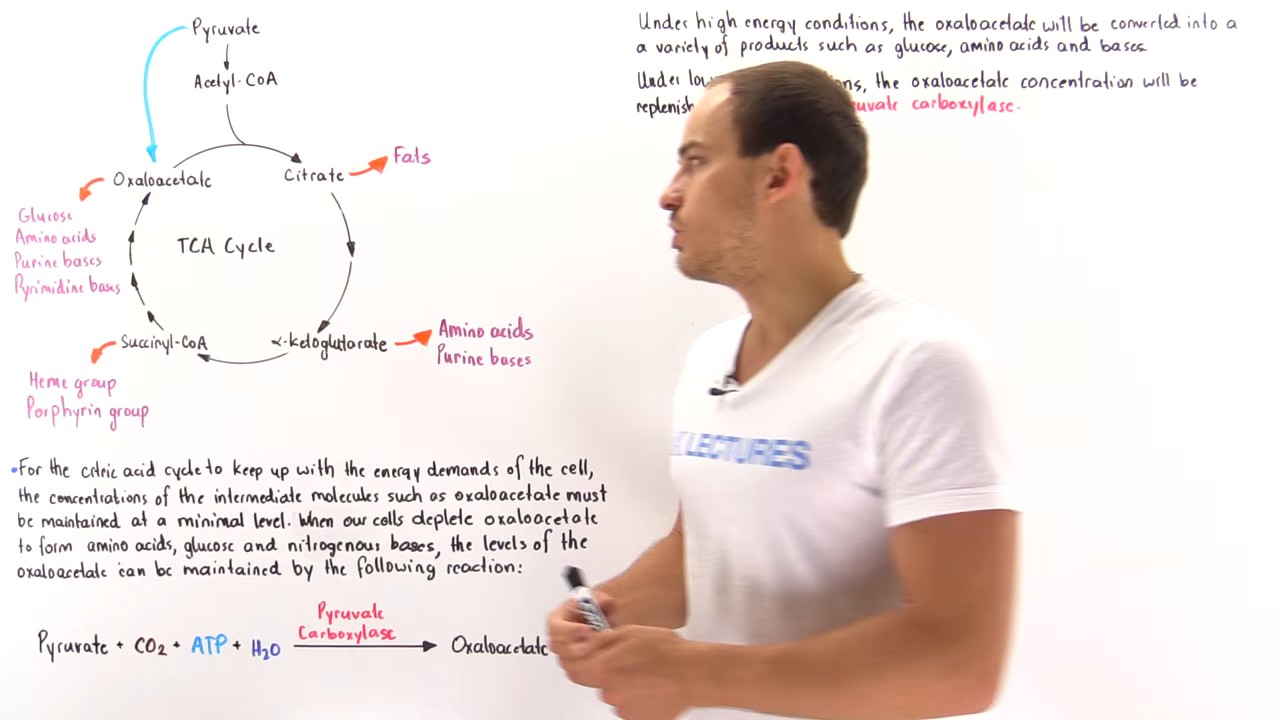 Pyruvate
Acetyl-CoA
Oxaloacetate
Citrate
Fats
Glucose
Amino acids
Purine bases
Pyrimidine bases
TCA Cycle
Succinyl-CoA
α-ketoglutarate
Amino acids
Purine bases
Heme group
Porphyrin group
•For the citric acid cycle to keep up with the energy demands of the cell,
the concentrations of the intermediate molecules such as oxaloacetate must
be maintained at a minimal level. When our cells deplete oxaloacetate
to form amino acids, glucose and nitrogenous bases, the levels of the
oxaloacetate can be maintained by the following reaction:
Pyruvate
Carboxylase
Pyruvate + CO2 + ATP + H2O
Oxaloacetate
Under high energy conditions, the oxaloacetate will be converted into a
a variety of products such as glucose, amino acids and bases
Under the oxaloacetate concentration will be
carboxylase.
LECTURES